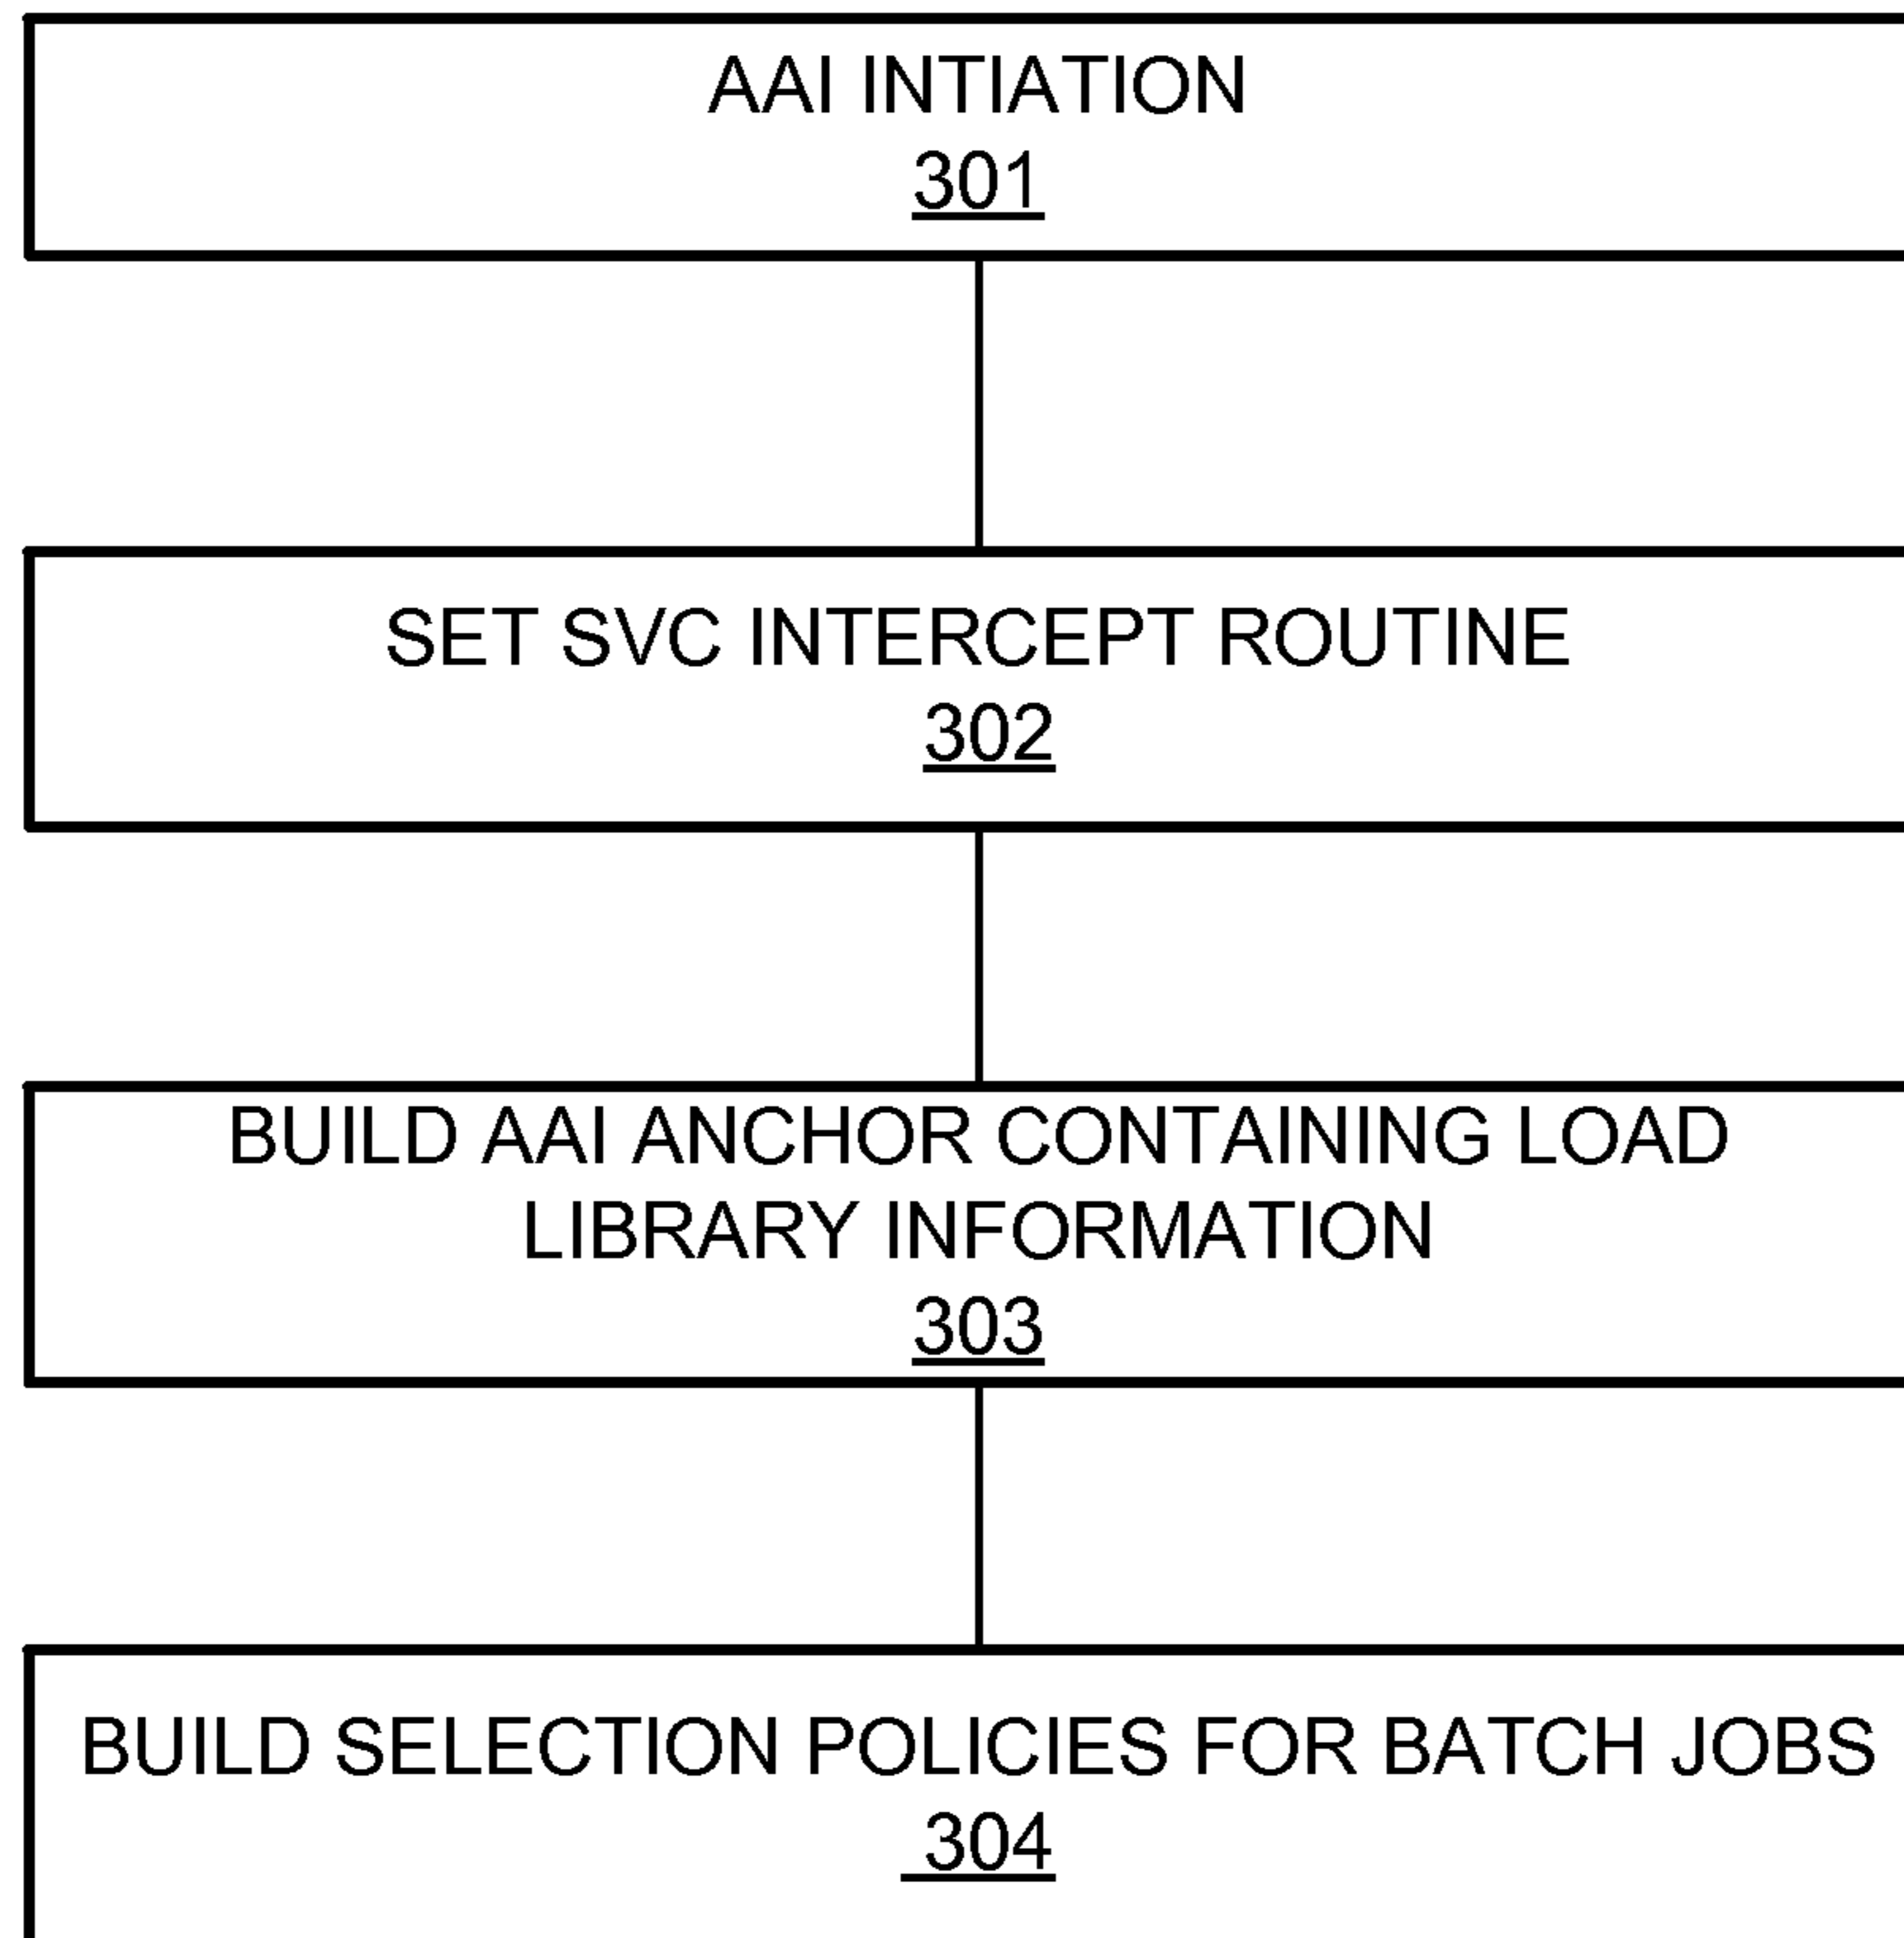 AAI INTIATION
301
SET SVC INTERCEPT ROUTINE
302
BUILD AAI ANCHOR CONTAINING LOAD
LIBRARY INFORMATION
303
BUILD SELECTION POLICIES FOR BATCH JOBS
304